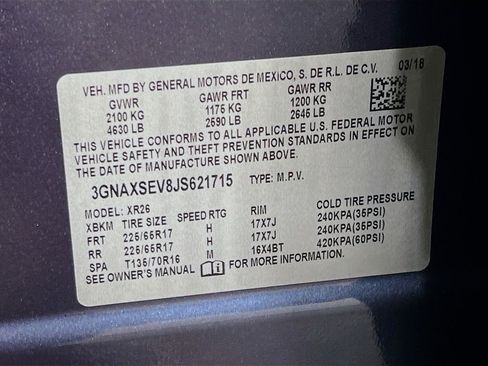 VEH. MFD BY GENERAL MOTORS DE MEXICO, S. DE R.L. DE C.V. 03/18
GVWR GAWR FRT GAWR RR
2100 KG 1175 KG 1200 KG
4630 LB 2590 LB 2645 LB
THIS VEHICLE CONFORMS TO ALL APPLICABLE U.S. FEDERAL MOTOR
VEHICLE SAFETY AND THEFT PREVENTION STANDARDS IN EFFECT ON
THE DATE OF MANUFACTURE SHOWN ABOVE.
3GNAXSEV8JS621715 TYPE: M.P.V.
MODEL: XR26
XBKM TIRE SIZE SPEED RTG RIM COLD TIRE PRESSURE
FRT 225/65R17 H 17X7J 240KPA(35PSI)
RR 225/65R17 H 17X7J 240KPA(35PSI)
SPA T135/70R16 M 16X4BT 420KPA(60PSI)
SEE OWNER'S MANUAL FOR MORE INFORMATION.